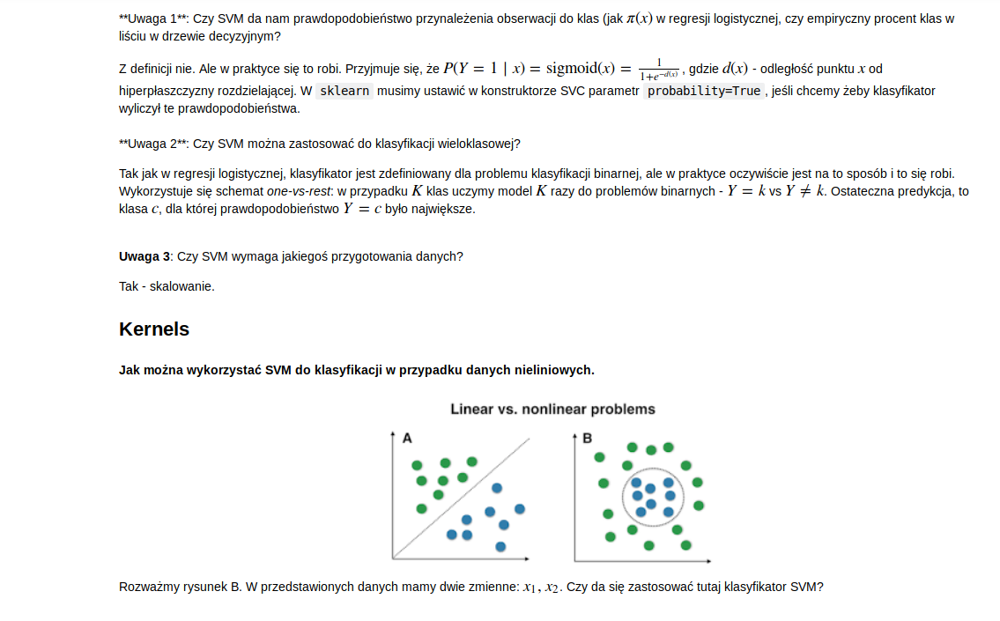 **Uwaga 1**: Czy SVM da nam prawdopodobieństwo przynależenia obserwacji do klas (jak π(x) w regresji logistycznej, czy empiryczny procent klas w
liściu w drzewie decyzyjnym?
Z definicji nie. Ale w praktyce się to robi. Przyjmuje się, że P(Y = 1 | x) = sigmoid(x) = 1/(1+e^{-d(x)}), gdzie d(x) - odległość punktu x od
hiperpłaszczyzny rozdzielającej. W sklearn musimy ustawić w konstruktorze SVC parametr probability=True, jeśli chcemy żeby klasyfikator
wyliczył te prawdopodobieństwa.
**Uwaga 2**: Czy SVM można zastosować do klasyfikacji wieloklasowej?
Tak jak w regresji logistycznej, klasyfikator jest zdefiniowany dla problemu klasyfikacji binarnej, ale w praktyce oczywiście jest na to sposób i to się robi.
Wykorzystuje się schemat one-vs-rest: w przypadku K klas uczymy model K razy do problemów binarnych - Y = k vs Y ≠ k. Ostateczna predykcja, to
klasa c, dla której prawdopodobieństwo Y = c było największe.
Uwaga 3: Czy SVM wymaga jakiegoś przygotowania danych?
Tak - skalowanie.
Kernels
Jak można wykorzystać SVM do klasyfikacji w przypadku danych nieliniowych.
Linear vs. nonlinear problems
A
B
Rozważmy rysunek B. W przedstawionych danych mamy dwie zmienne: x₁, x₂. Czy da się zastosować tutaj klasyfikator SVM?